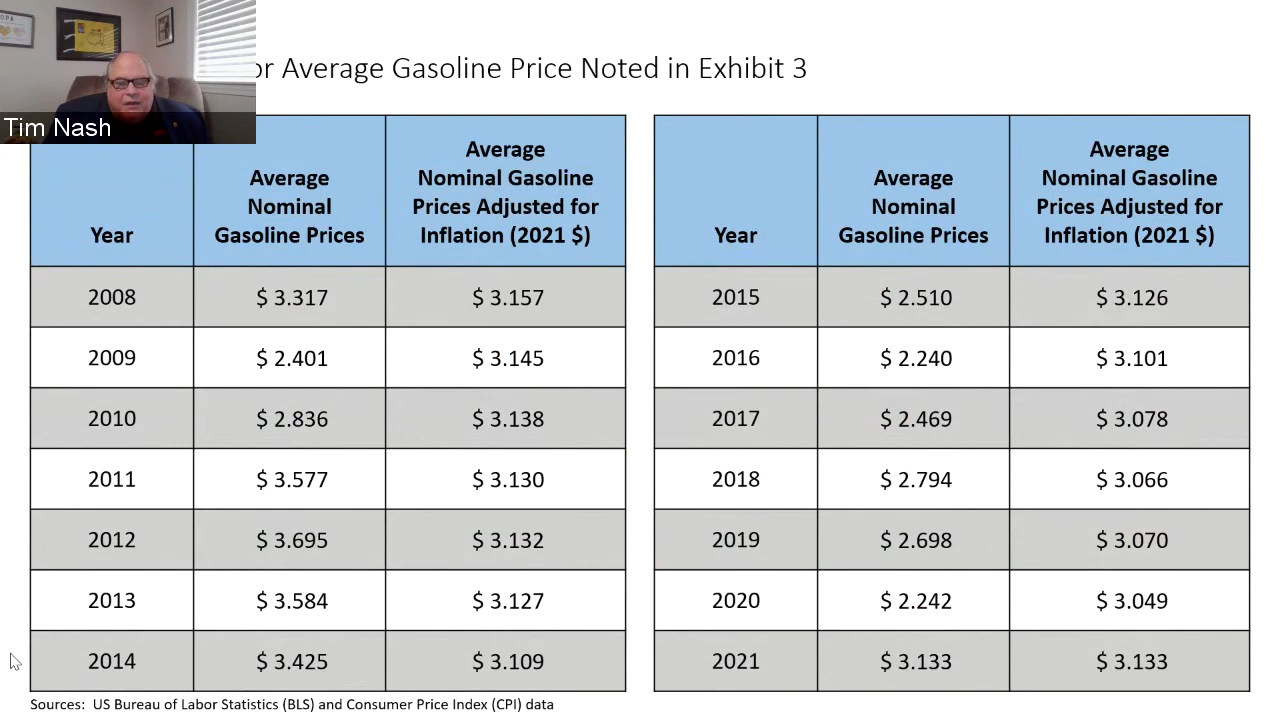 OPA
or Average Gasoline Price Noted in Exhibit 3
Tim Nash
Year
Average
Nominal
Gasoline Prices
Average
Nominal Gasoline
Prices Adjusted for
Inflation (2021 $)
2008 $ 3.317 $ 3.157
2009 $ 2.401 $ 3.145
2010 $ 2.836 $ 3.138
2011 $ 3.577 $ 3.130
2012 $ 3.695 $ 3.132
2013 $ 3.584 $ 3.127
2014 $ 3.425 $ 3.109
Year
Average
Nominal
Gasoline Prices
Average
Nominal Gasoline
Prices Adjusted for
Inflation (2021 $)
2015 $ 2.510 $ 3.126
2016 $ 2.240 $ 3.101
2017 $ 2.469 $ 3.078
2018 $ 2.794 $ 3.066
2019 $ 2.698 $ 3.070
2020 $ 2.242 $ 3.049
2021 $ 3.133 $ 3.133
Sources: US Bureau of Labor Statistics (BLS) and Consumer Price Index (CPI) data